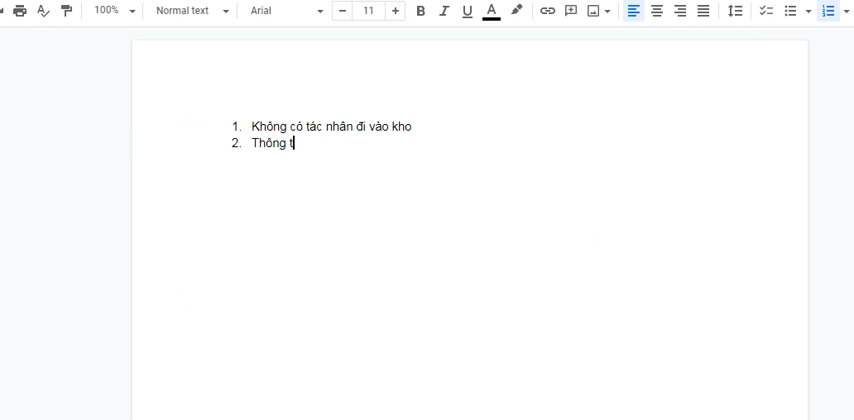 100% Normal text Arial 11 B I U A
1. Không có tác nhân đi vào kho
2. Thông t